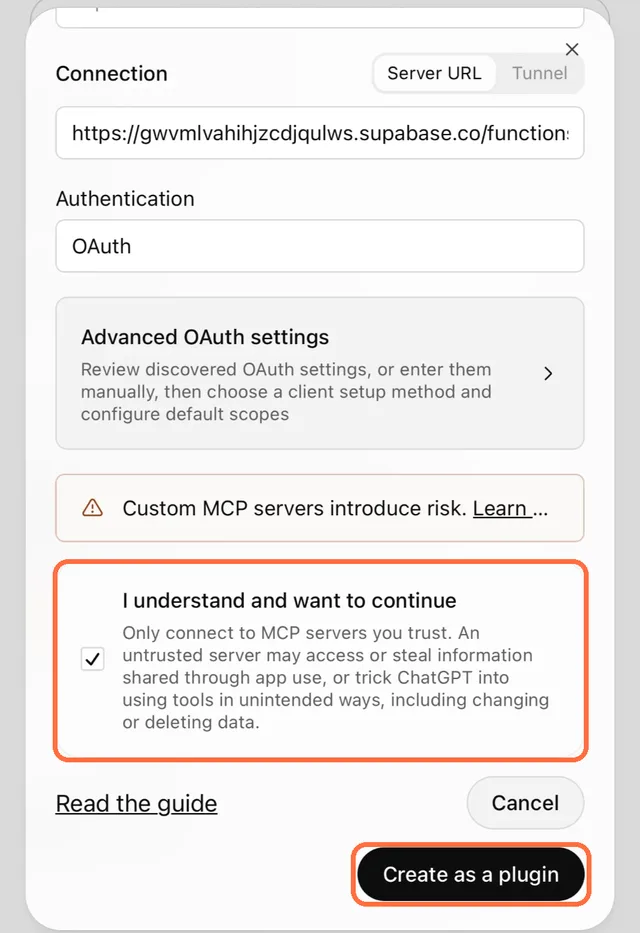 Connection
Server URL
Tunnel
https://gwvmlvahihjzcdjqulws.supabase.co/functions
Authentication
OAuth
Advanced OAuth settings
Review discovered OAuth settings, or enter them
manually, then choose a client setup method and
configure default scopes
Custom MCP servers introduce risk. Learn ...
I understand and want to continue
Only connect to MCP servers you trust. An
untrusted server may access or steal information
shared through app use, or trick ChatGPT into
using tools in unintended ways, including changing
or deleting data.
Read the guide
Cancel
Create as a plugin